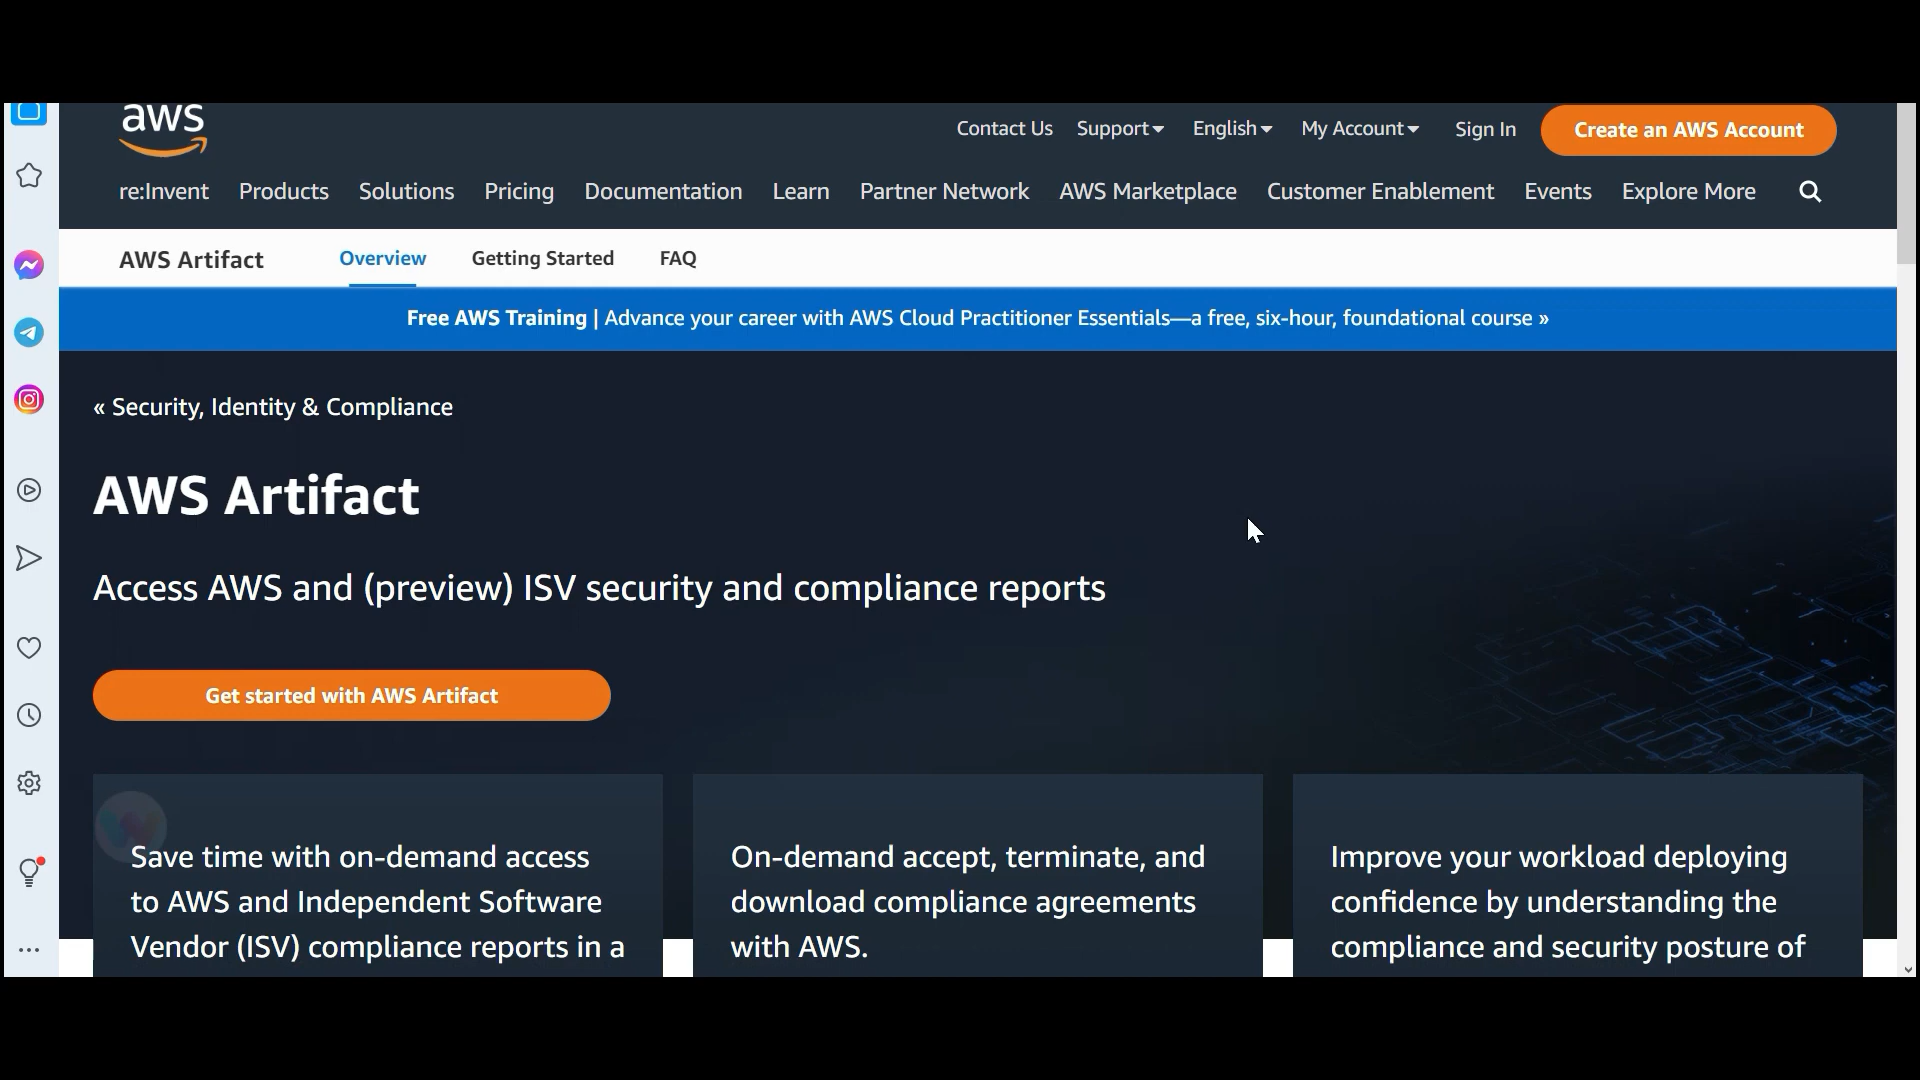 aws
Contact Us Support English My Account Sign In Create an AWS Account
re:Invent Products Solutions Pricing Documentation Learn Partner Network AWS Marketplace Customer Enablement Events Explore More
AWS Artifact Overview Getting Started FAQ
Free AWS Training | Advance your career with AWS Cloud Practitioner Essentials—a free, six-hour, foundational course »
« Security, Identity & Compliance
AWS Artifact
Access AWS and (preview) ISV security and compliance reports
Get started with AWS Artifact
Save time with on-demand access
to AWS and Independent Software
Vendor (ISV) compliance reports in a
On-demand accept, terminate, and
download compliance agreements
with AWS.
Improve your workload deploying
confidence by understanding the
compliance and security posture of